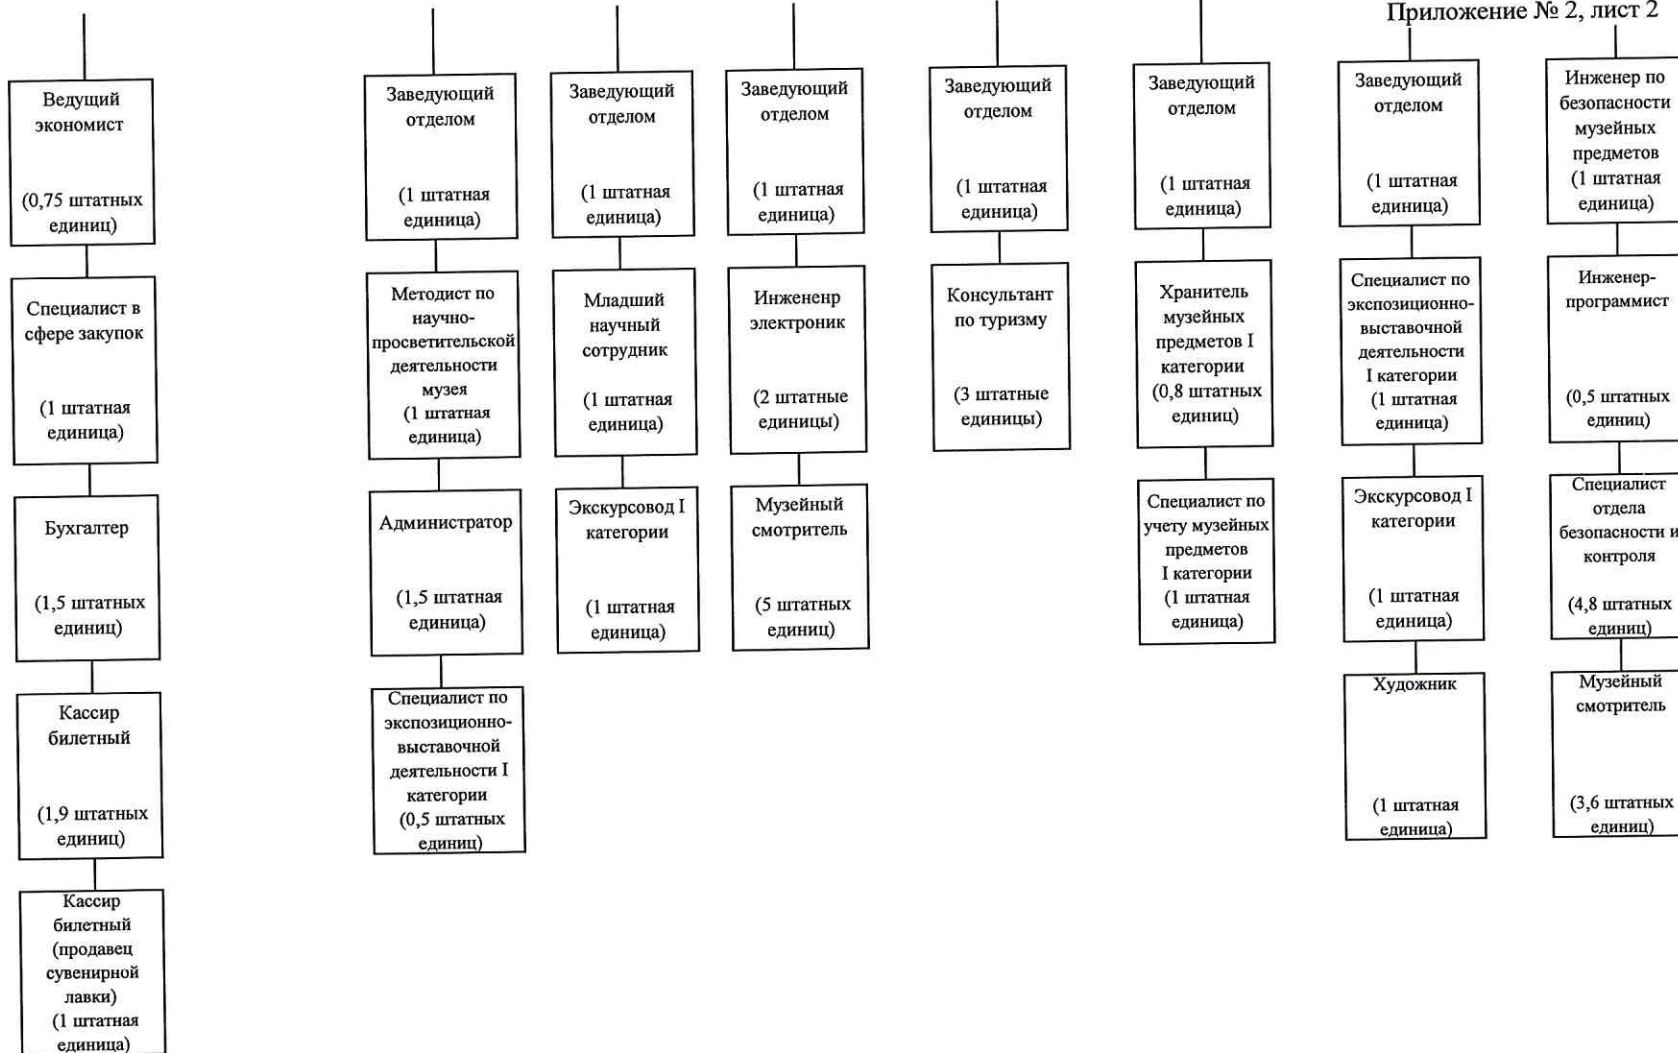 Приложение № 2, лист 2
Ведущий
экономист
(0,75 штатных
единиц)
Специалист в
сфере закупок
(1 штатная
единица)
Бухгалтер
(1,5 штатных
единиц)
Кассир
билетный
(1,9 штатных
единиц)
Кассир
билетный
(продавец
сувенирной
лавки)
(1 штатная
единица)
Заведующий
отделом
(1 штатная
единица)
Методист по
научно-
просветительской
деятельности
музея
(1 штатная
единица)
Администратор
(1,5 штатная
единица)
Специалист по
экспозиционно-
выставочной
деятельности I
категории
(0,5 штатных
единиц)
Заведующий
отделом
(1 штатная
единица)
Младший
научный
сотрудник
(1 штатная
единица)
Экскурсовод I
категории
(1 штатная
единица)
Заведующий
отделом
(1 штатная
единица)
Инжененр
электроник
(2 штатные
единицы)
Музейный
смотритель
(5 штатных
единиц)
Заведующий
отделом
(1 штатная
единица)
Консультант
по туризму
(3 штатные
единицы)
Заведующий
отделом
(1 штатная
единица)
Хранитель
музейных
предметов I
категории
(0,8 штатных
единиц)
Специалист по
учету музейных
предметов
I категории
(1 штатная
единица)
Заведующий
отделом
(1 штатная
единица)
Специалист по
экспозиционно-
выставочной
деятельности
I категории
(1 штатная
единица)
Экскурсовод I
категории
(1 штатная
единица)
Художник
(1 штатная
единица)
Инженер по
безопасности
музейных
предметов
(1 штатная
единица)
Инженер-
программист
(0,5 штатных
единиц)
Специалист
отдела
безопасности и
контроля
(4,8 штатных
единиц)
Музейный
смотритель
(3,6 штатных
единиц)